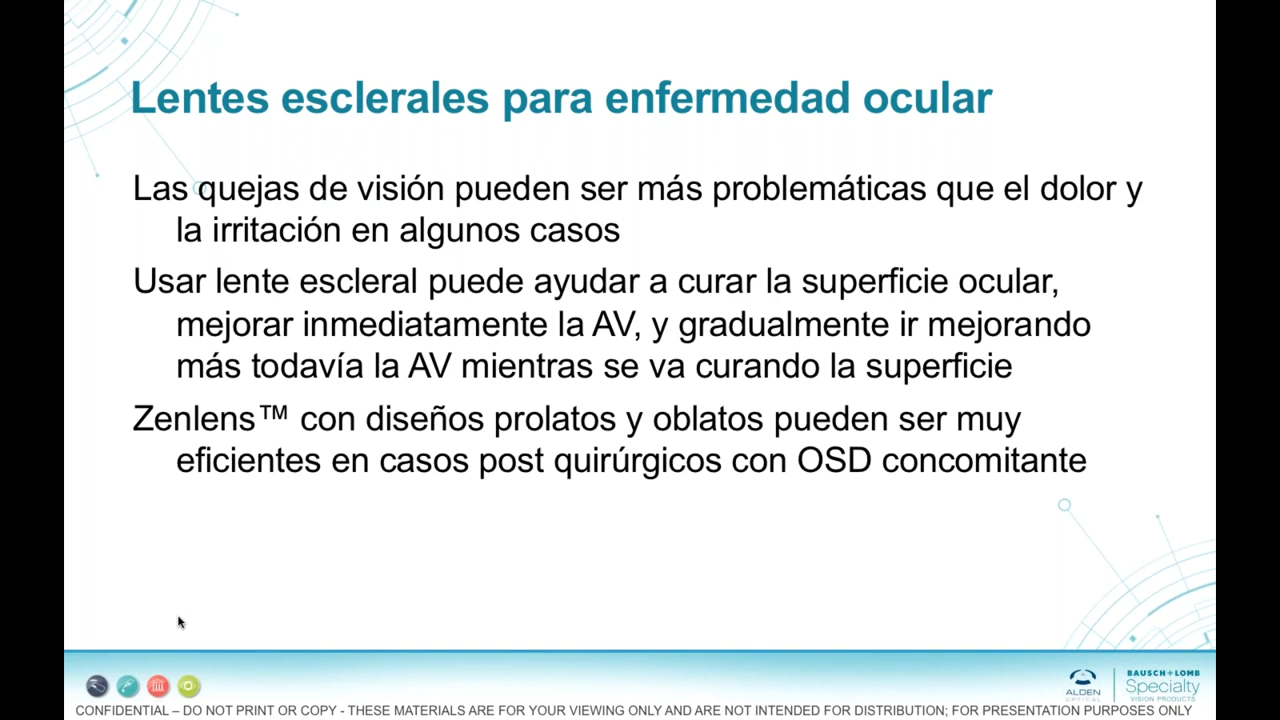 Lentes esclerales para enfermedad ocular
Las quejas de visión pueden ser más problemáticas que el dolor y
la irritación en algunos casos
Usar lente escleral puede ayudar a curar la superficie ocular,
mejorar inmediatamente la AV, y gradualmente ir mejorando
más todavía la AV mientras se va curando la superficie
Zenlens™ con diseños prolatos y oblatos pueden ser muy
eficientes en casos post quirúrgicos con OSD concomitante
ALDEN
OPTICAL
BAUSCH + LOMB
Specialty
VISION PRODUCTS
CONFIDENTIAL – DO NOT PRINT OR COPY - THESE MATERIALS ARE FOR YOUR VIEWING ONLY AND ARE NOT INTENDED FOR DISTRIBUTION; FOR PRESENTATION PURPOSES ONLY